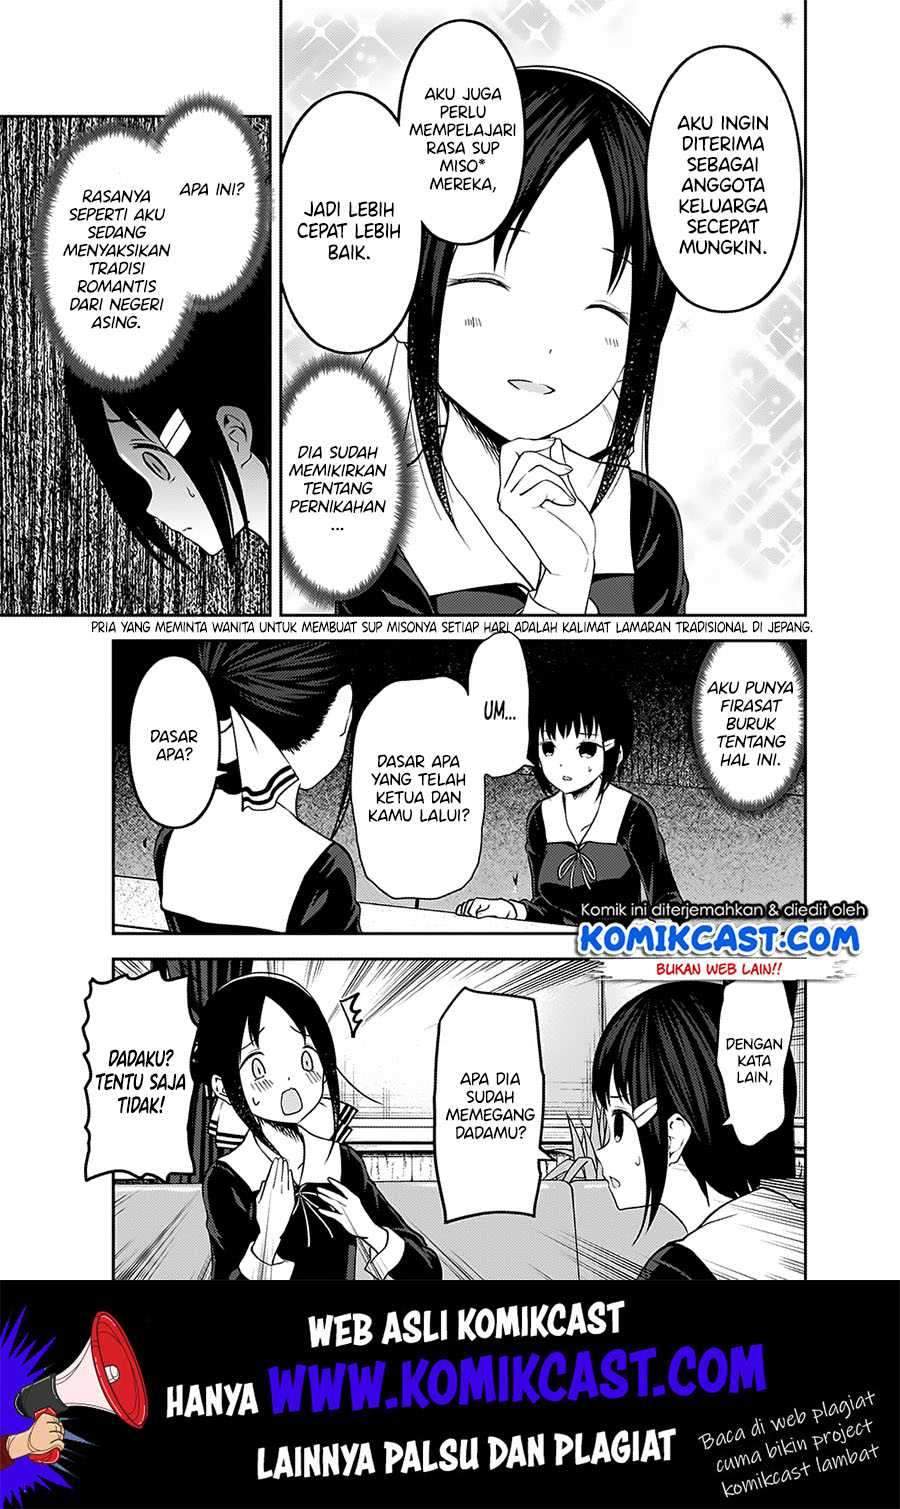 AKU INGIN
DITERIMA
SEBAGAI
ANGGOTA
KELUARGA
SECEPAT
MUNGKIN.
AKU JUGA
PERLU
MEMPELAJARI
RASA SUP
MISO*
MEREKA,
JADI LEBIH
CEPAT LEBIH
BAIK.
DIA SUDAH
MEMIKIRKAN
TENTANG
PERNIKAHAN
...
APA INI?
RASANYA
SEPERTI AKU
SEDANG
MENYAKSIKAN
TRADISI
ROMANTIS
DARI NEGERI
ASING.
PRIA YANG MEMINTA WANITA UNTUK MEMBUAT SUP MISONYA SETIAP HARI ADALAH KALIMAT LAMARAN TRADISIONAL DI JEPANG.
AKU PUNYA
FIRASAT
BURUK
TENTANG
HAL INI.
UM...
DASAR APA
YANG TELAH
KETUA DAN
KAMU LALUI?
DASAR
APA?
Komik ini diterjemahkan & diedit oleh
KOMIKCAST.COM
BUKAN WEB LAIN!!
DENGAN
KATA
LAIN,
APA DIA
SUDAH
MEMEGANG
DADAMU?
DADAKU?
TENTU SAJA
TIDAK!
WEB ASLI KOMIKCAST
HANYA WWW.KOMIKCAST.COM
LAINNYA PALSU DAN PLAGIAT
Baca di web plagiat
cuma bikin project
komikcast lambat